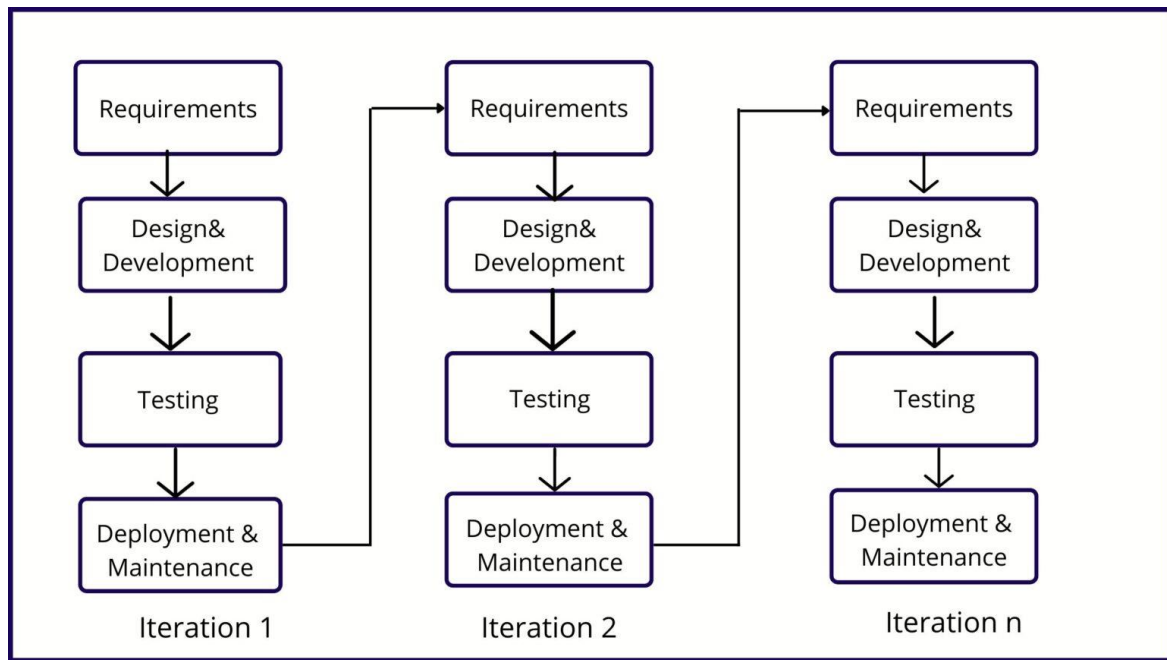 Requirements
Design&
Development
Testing
Deployment &
Maintenance
Iteration 1
Requirements
Design&
Development
Testing
Deployment &
Maintenance
Iteration 2
Requirements
Design&
Development
Testing
Deployment &
Maintenance
Iteration n